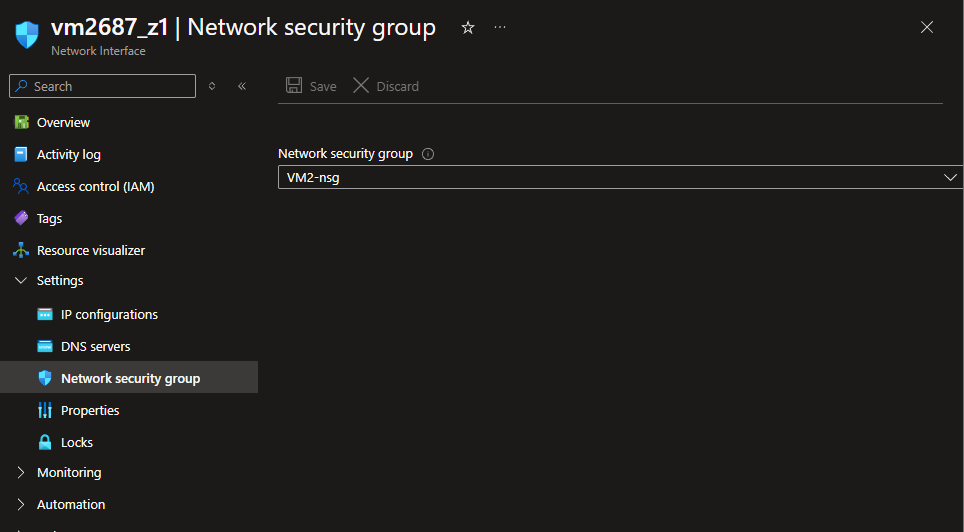 vm2687_z1 | Network security group
Network Interface
Search
Save Discard
Overview
Activity log
Access control (IAM)
Tags
Resource visualizer
Settings
IP configurations
DNS servers
Network security group
Properties
Locks
Monitoring
Automation
Network security group
VM2-nsg